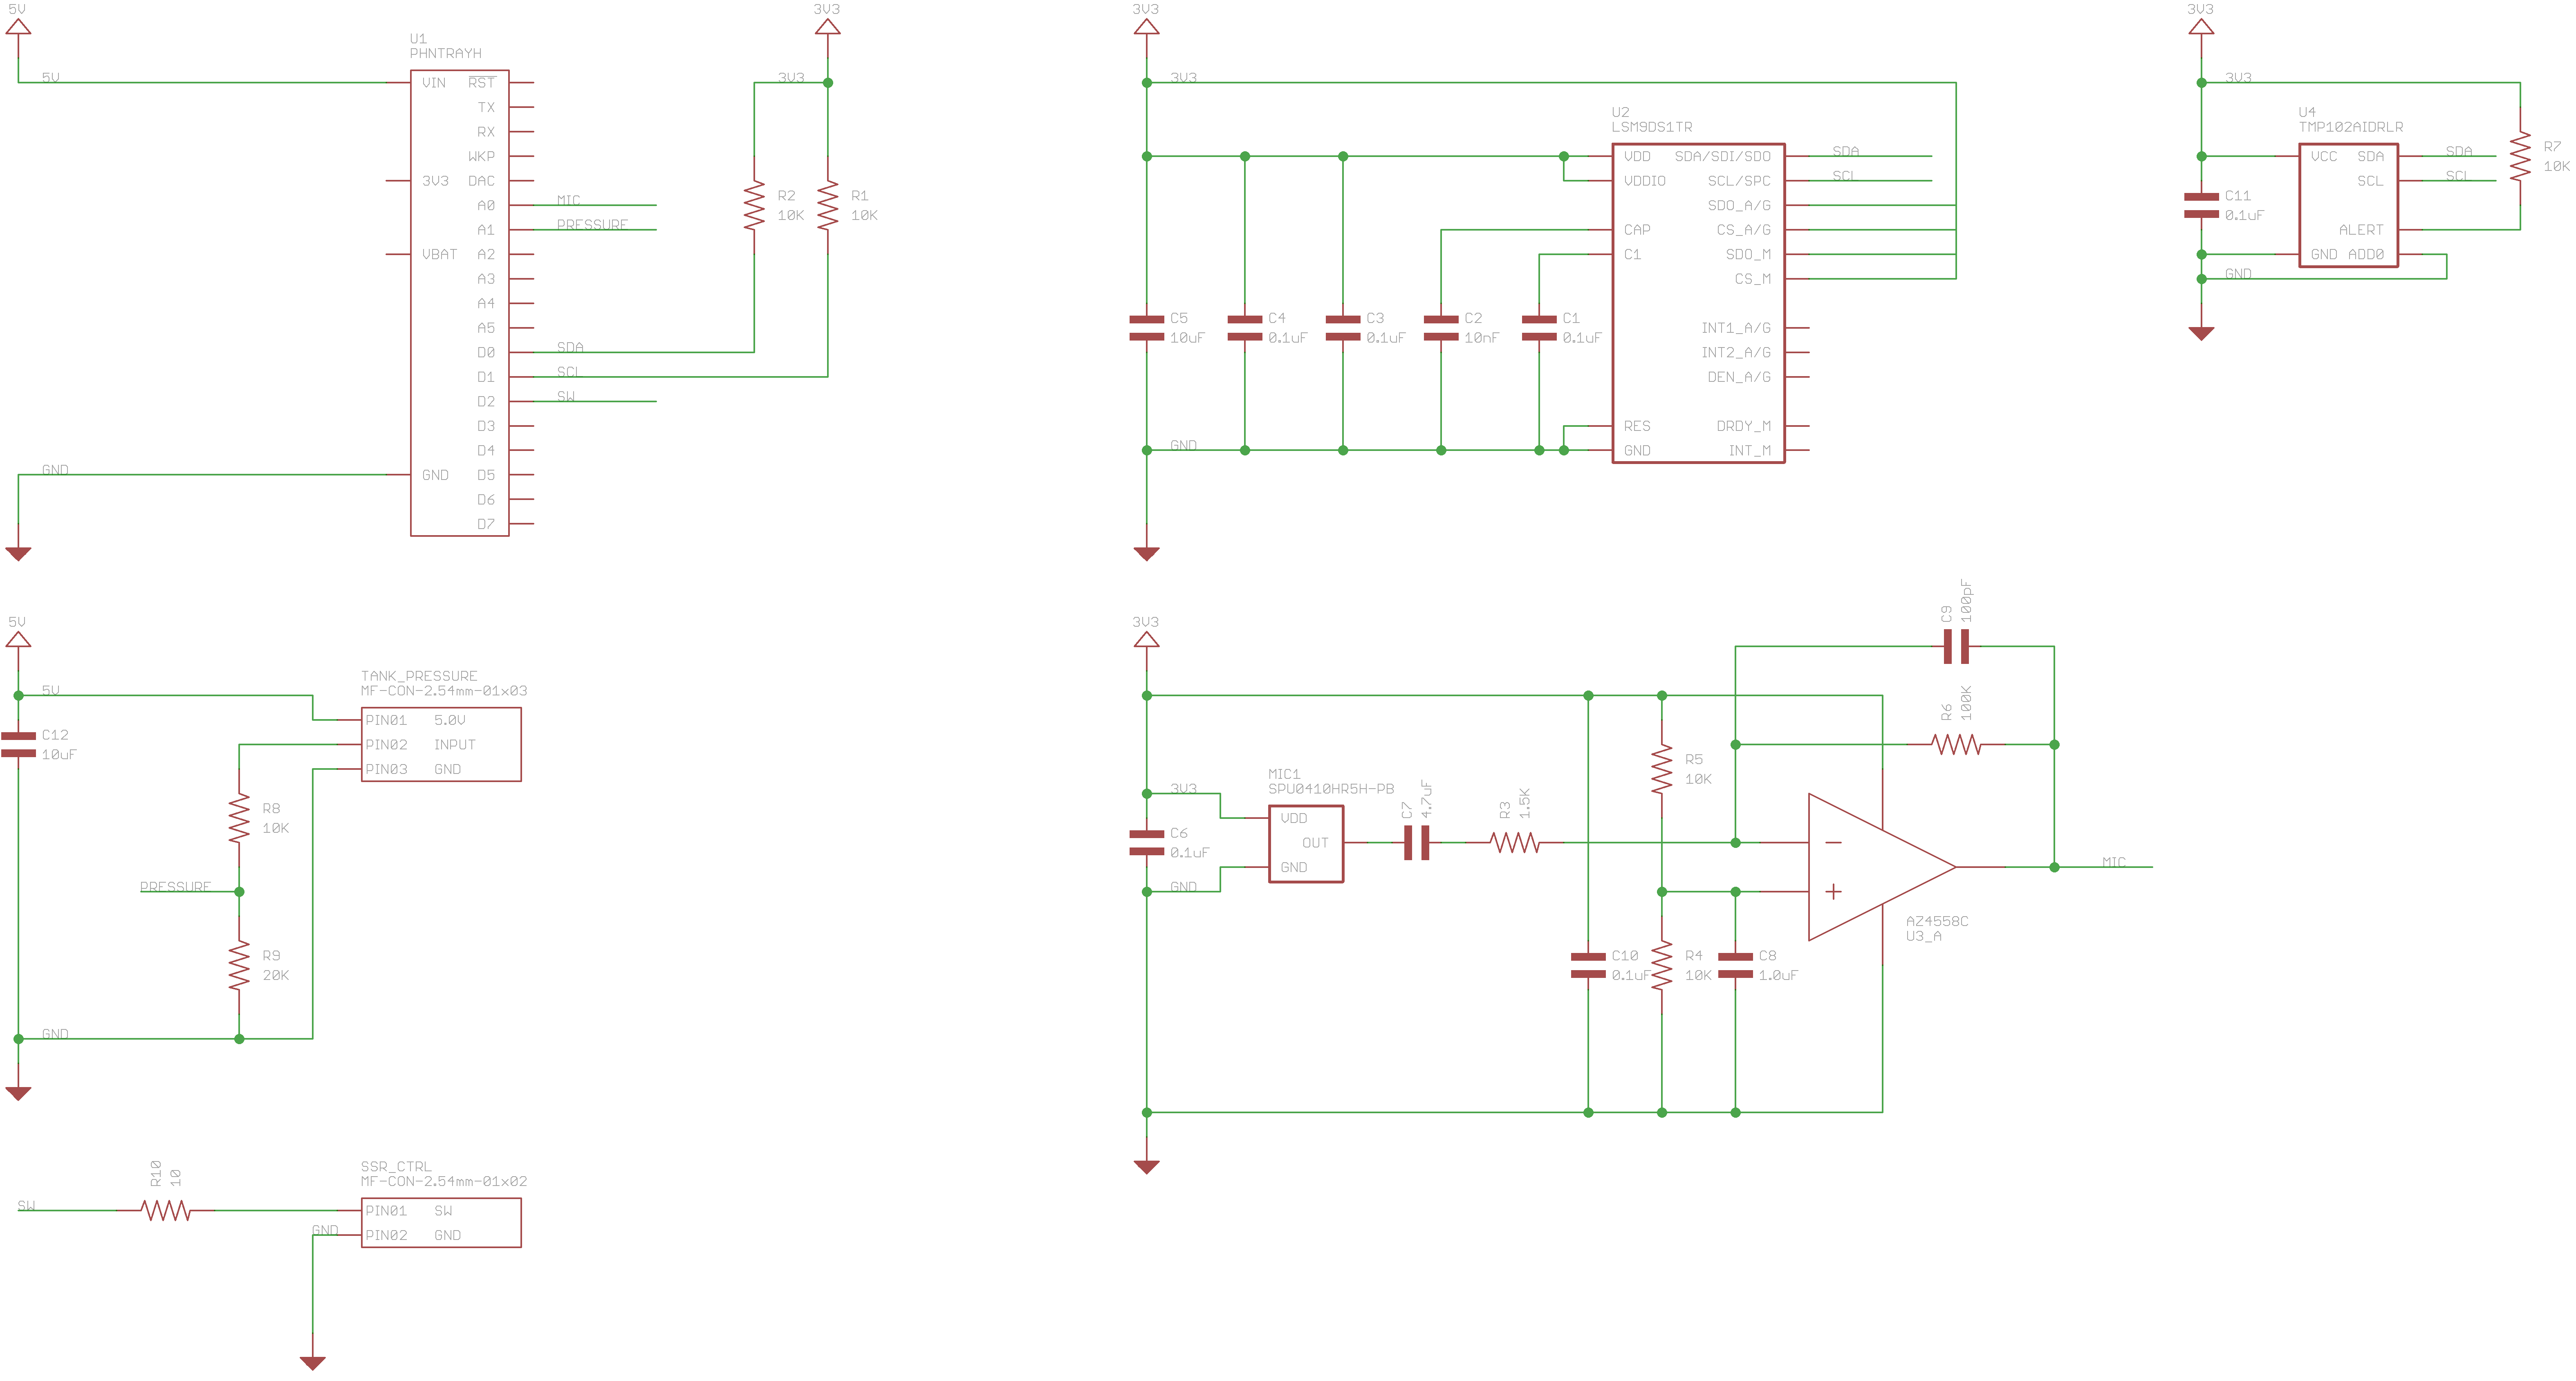 5V
5V
U1
PHNTRAYH
VIN
RST
TX
RX
WKP
3V3
DAC
A0
MIC
A1
PRESSURE
VBAT
A2
A3
A4
A5
D0
SDA
D1
SCL
D2
SW
D3
D4
GND
GND
D5
D6
D7
3V3
3V3
R2
10K
R1
10K
3V3
3V3
U2
LSM9DS1TR
VDD
SDA/SDI/SDO
SDA
VDDIO
SCL/SPC
SCL
SDO_A/G
CAP
CS_A/G
C1
SDO_M
CS_M
INT1_A/G
INT2_A/G
DEN_A/G
RES
DRDY_M
GND
INT_M
C5
10uF
C4
0.1uF
C3
0.1uF
C2
10nF
C1
0.1uF
GND
3V3
3V3
U4
TMP102AIDRLR
VCC
SDA
SDA
SCL
SCL
ALERT
GND
ADD0
R7
10K
C11
0.1uF
GND
5V
5V
TANK_PRESSURE
MF-CON-2.54mm-01x03
PIN01 5.0V
PIN02 INPUT
PIN03 GND
C12
10uF
R8
10K
PRESSURE
R9
20K
GND
3V3
3V3
C6
0.1uF
GND
MIC1
SPU0410HR5H-PB
VDD
OUT
GND
C7
4.7uF
R3
1.5K
R5
10K
C10
0.1uF
R4
10K
C8
1.0uF
C9
100pF
R6
100K
−
+
AZ4558C
U3_A
MIC
SW
R10
10
SSR_CTRL
MF-CON-2.54mm-01x02
PIN01 SW
GND
PIN02 GND